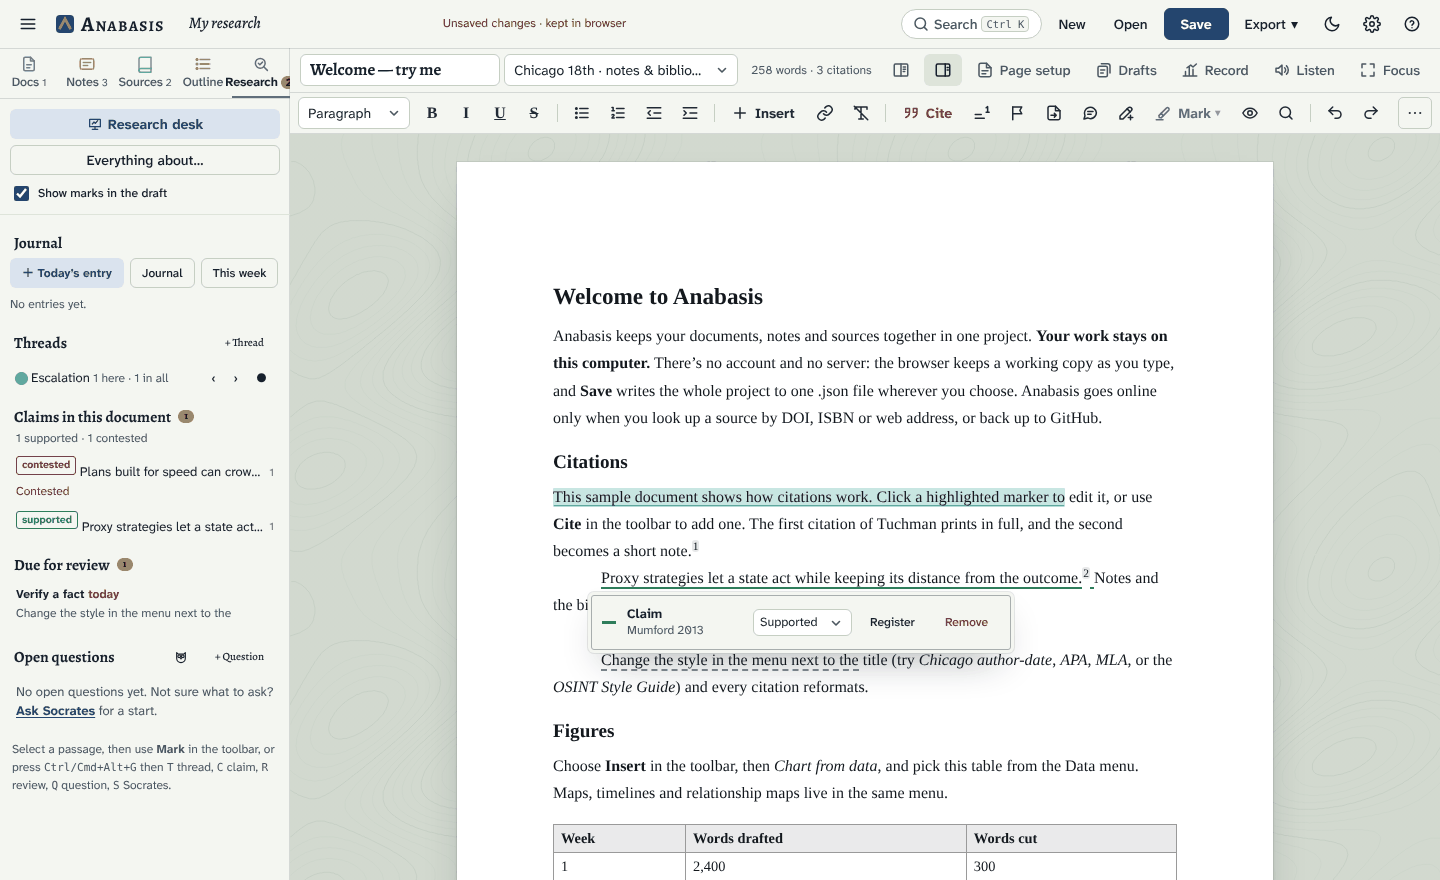 Anabasis
My research
Unsaved changes · kept in browser
Search Ctrl K
New
Open
Save
Export ▾
Docs 1
Notes 3
Sources 2
Outline
Research
Welcome — try me
Chicago 18th · notes & biblio...
258 words · 3 citations
Page setup
Drafts
Record
Listen
Focus
Paragraph
B
I
U
S
+ Insert
Cite
Mark ▾
Research desk
Everything about...
Show marks in the draft
Journal
+ Today's entry
Journal
This week
No entries yet.
Threads
+ Thread
Escalation 1 here · 1 in all
Claims in this document 1
1 supported · 1 contested
contested Plans built for speed can crow... 1
Contested
supported Proxy strategies let a state act... 1
Due for review 1
Verify a fact today
Change the style in the menu next to the
Open questions
+ Question
No open questions yet. Not sure what to ask?
Ask Socrates for a start.
Select a passage, then use Mark in the toolbar, or
press Ctrl/Cmd+Alt+G then T thread, C claim, R
review, Q question, S Socrates.
Welcome to Anabasis
Anabasis keeps your documents, notes and sources together in one project. Your work stays on
this computer. There's no account and no server: the browser keeps a working copy as you type,
and Save writes the whole project to one .json file wherever you choose. Anabasis goes online
only when you look up a source by DOI, ISBN or web address, or back up to GitHub.
Citations
This sample document shows how citations work. Click a highlighted marker to edit it, or use
Cite in the toolbar to add one. The first citation of Tuchman prints in full, and the second
becomes a short note.1
Proxy strategies let a state act while keeping its distance from the outcome.2 Notes and
the bi
Claim
Mumford 2013
Supported
Register
Remove
Change the style in the menu next to the title (try Chicago author-date, APA, MLA, or the
OSINT Style Guide) and every citation reformats.
Figures
Choose Insert in the toolbar, then Chart from data, and pick this table from the Data menu.
Maps, timelines and relationship maps live in the same menu.
Week Words drafted Words cut
1 2,400 300